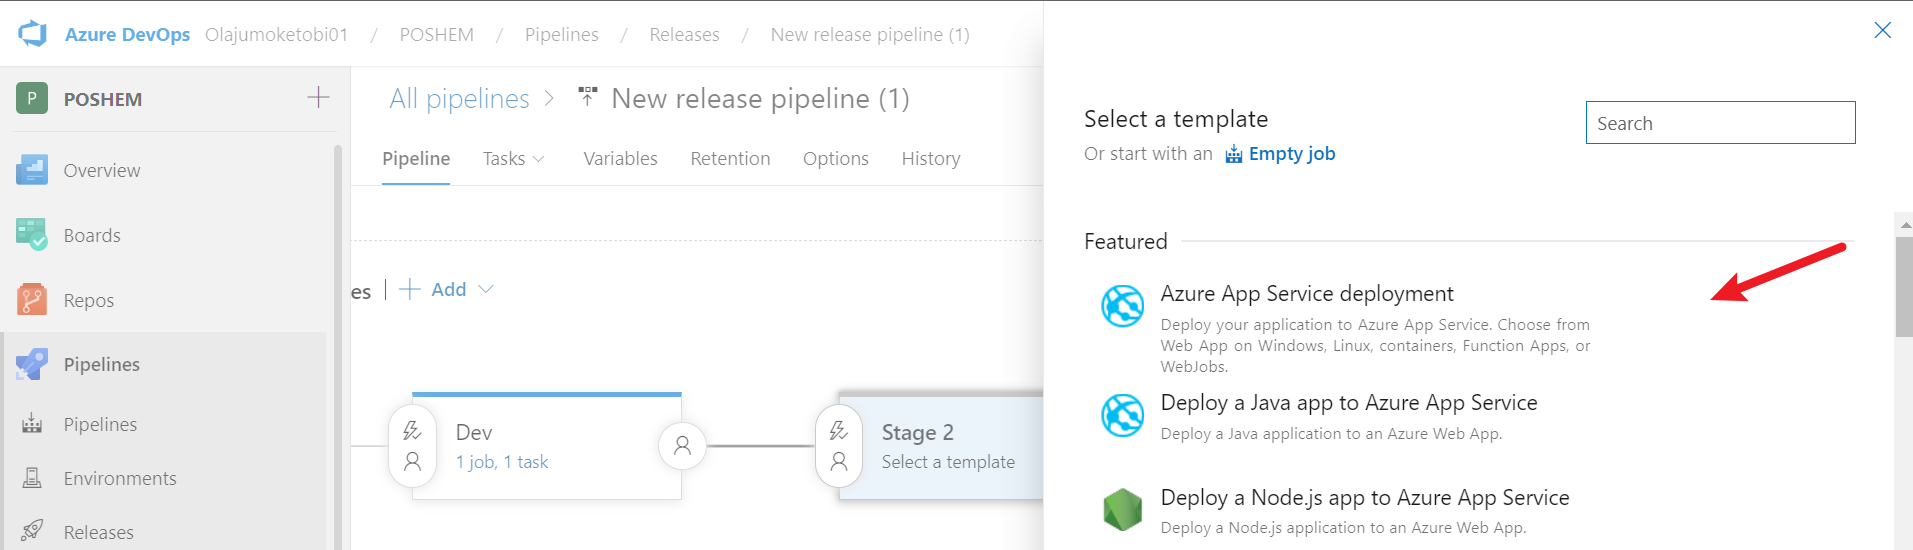 Azure DevOps Olajumoketobi01 / POSHEM / Pipelines / Releases / New release pipeline (1)
P POSHEM
Overview
Boards
Repos
Pipelines
Pipelines
Environments
Releases
All pipelines > New release pipeline (1)
Pipeline Tasks Variables Retention Options History
es | + Add
Dev
1 job, 1 task
Stage 2
Select a template
Select a template
Or start with an Empty job
Search
Featured
Azure App Service deployment
Deploy your application to Azure App Service. Choose from
Web App on Windows, Linux, containers, Function Apps, or
WebJobs.
Deploy a Java app to Azure App Service
Deploy a Java application to an Azure Web App.
Deploy a Node.js app to Azure App Service
Deploy a Node.js application to an Azure Web App.